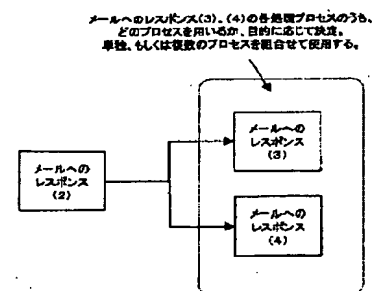 メールへのレスポンス(3)、(4)の各処理プロセスのうち、
どのプロセスを用いるか、目的に応じて決定。
単独、もしくは複数のプロセスを組合せて使用する。
メールへの
レスポンス
(3)
メールへの
レスポンス
(2)
メールへの
レスポンス
(4)